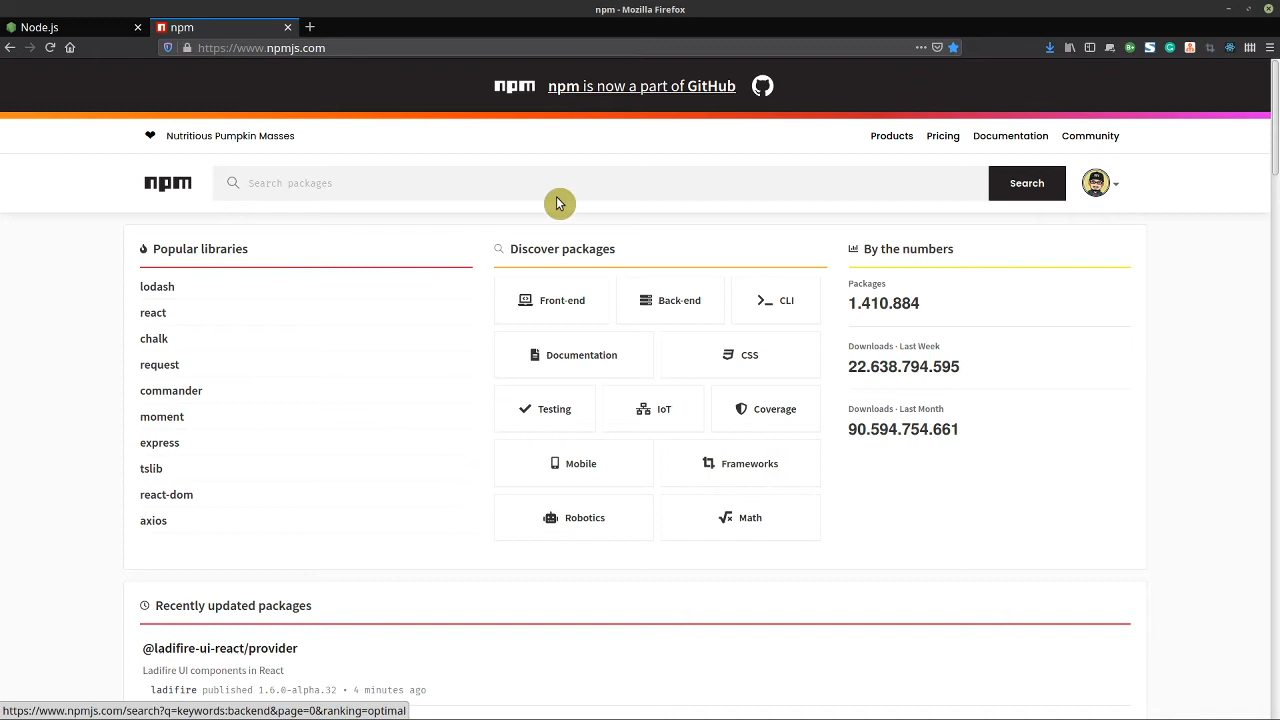 npm - Mozilla Firefox
Node.js
npm
https://www.npmjs.com
npm npm is now a part of GitHub
Nutritious Pumpkin Masses
Products Pricing Documentation Community
npm Search packages Search
Popular libraries
lodash
react
chalk
request
commander
moment
express
tslib
react-dom
axios
Discover packages
Front-end Back-end CLI
Documentation CSS
Testing IoT Coverage
Mobile Frameworks
Robotics Math
By the numbers
Packages
1.410.884
Downloads · Last Week
22.638.794.595
Downloads · Last Month
90.594.754.661
Recently updated packages
@ladifire-ui-react/provider
Ladifire UI components in React
ladifire published 1.6.0-alpha.32 • 4 minutes ago
https://www.npmjs.com/search?q=keywords:backend&page=0&ranking=optimal